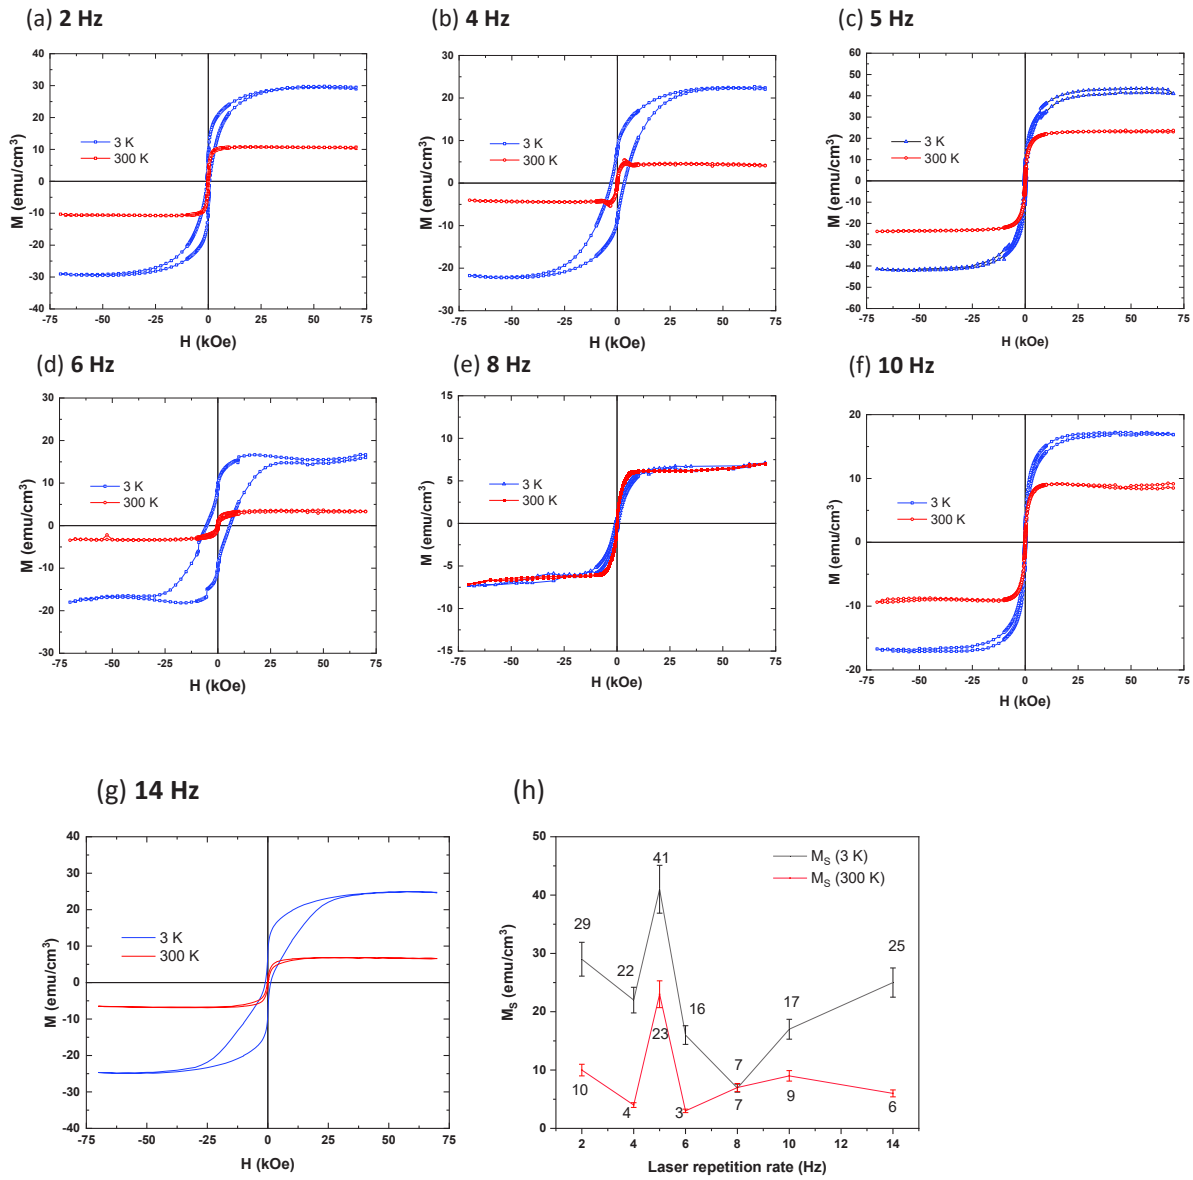 (a) 2 Hz
40
30
20
10
0
-10
-20
-30
-40
M (emu/cm³)
3 K
300 K
-75 -50 -25 0 25 50 75
H (kOe)
(b) 4 Hz
30
20
10
0
-10
-20
-30
M (emu/cm³)
3 K
300 K
-75 -50 -25 0 25 50 75
H (kOe)
(c) 5 Hz
60
50
40
30
20
10
0
-10
-20
-30
-40
-50
-60
M (emu/cm³)
3 K
300 K
-75 -50 -25 0 25 50 75
H (kOe)
(d) 6 Hz
30
20
10
0
-10
-20
-30
M (emu/cm³)
3 K
300 K
-75 -50 -25 0 25 50 75
H (kOe)
(e) 8 Hz
15
10
5
0
-5
-10
-15
M (emu/cm³)
3 K
300 K
-75 -50 -25 0 25 50 75
H (kOe)
(f) 10 Hz
20
10
0
-10
-20
M (emu/cm³)
3 K
300 K
-75 -50 -25 0 25 50 75
H (kOe)
(g) 14 Hz
40
30
20
10
0
-10
-20
-30
-40
M (emu/cm³)
3 K
300 K
-75 -50 -25 0 25 50 75
H (kOe)
(h)
50
40
30
20
10
0
M_S (emu/cm³)
M_S (3 K)
M_S (300 K)
29
22
41
16
7
17
25
10
4
23
3
7
9
6
2 4 6 8 10 12 14
Laser repetition rate (Hz)